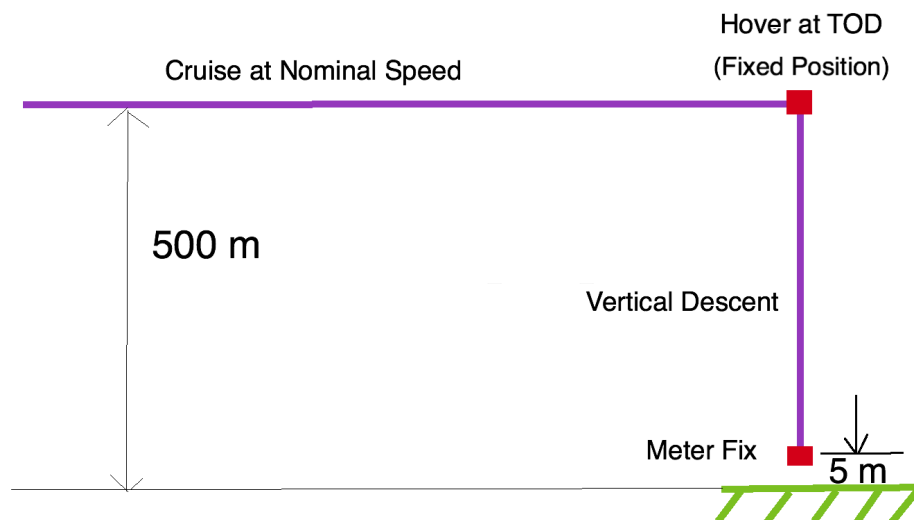 Hover at TOD
(Fixed Position)
Cruise at Nominal Speed
500 m
Vertical Descent
Meter Fix
5 m